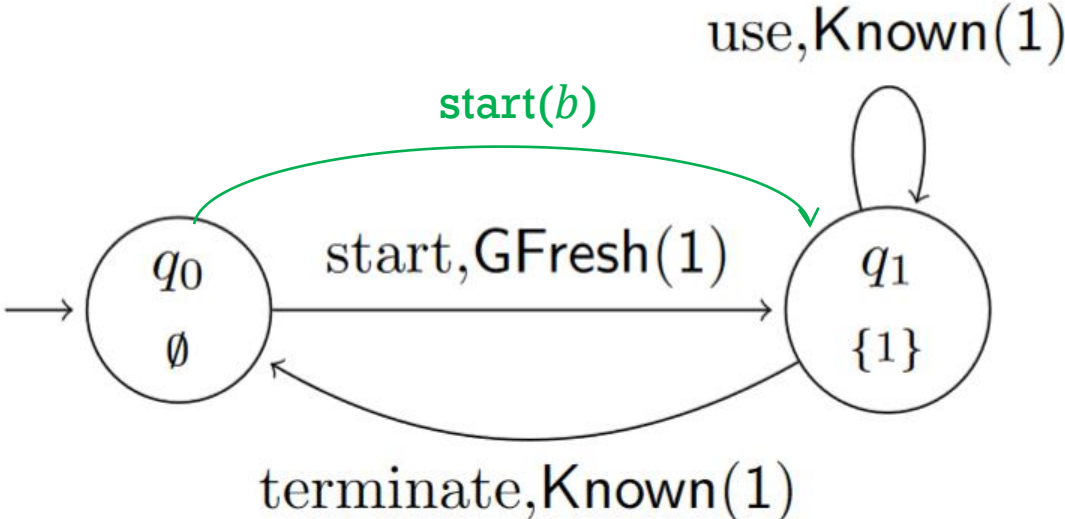 use,Known(1)
start(b)
start,GFresh(1)
q₀
∅
q₁
{1}
terminate,Known(1)